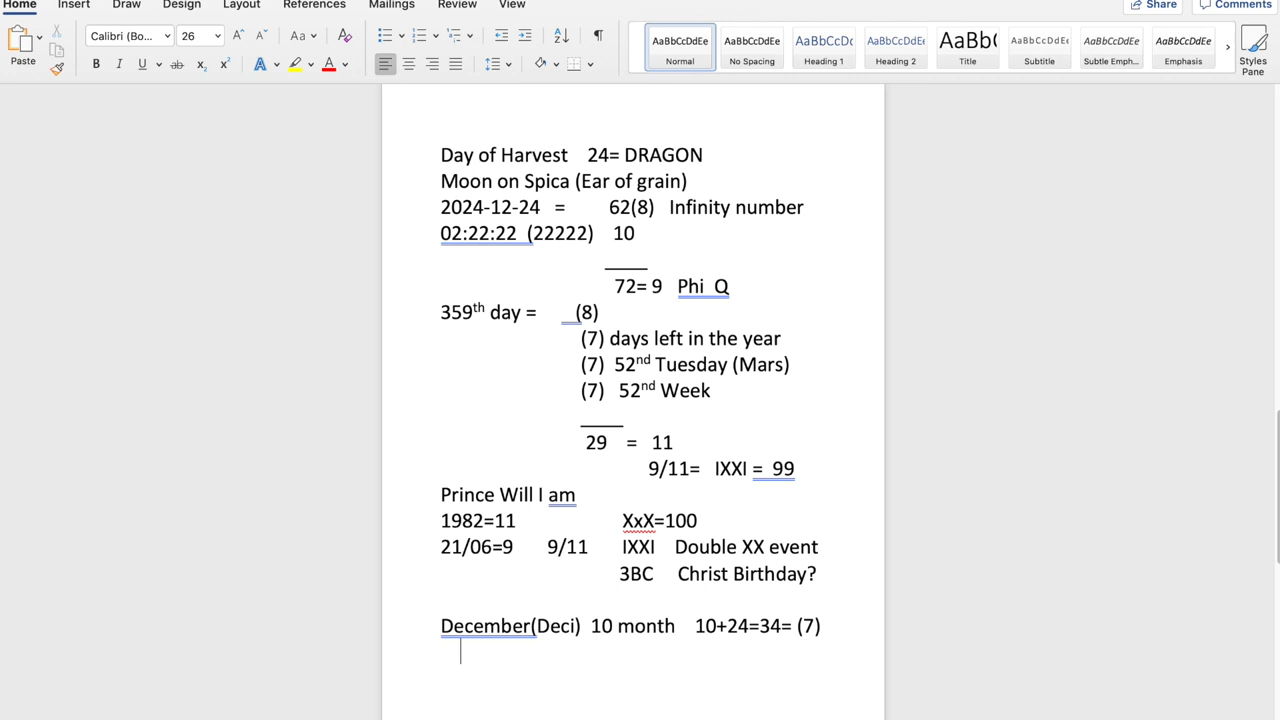 Home Insert Draw Design Layout References Mailings Review View Share Comments
Paste Calibri (Bo... 26 A A Aa A
B I U ab x₂ x² A A
AaBbCcDdEe Normal
AaBbCcDdEe No Spacing
AaBbCcDc Heading 1
AaBbCcDdEe Heading 2
AaBb( Title
AaBbCcDdEe Subtitle
AaBbCcDdEe Subtle Emph...
AaBbCcDdEe Emphasis
Styles Pane
Day of Harvest 24= DRAGON
Moon on Spica (Ear of grain)
2024-12-24 = 62(8) Infinity number
02:22:22 (22222) 10
72= 9 Phi Q
359th day = (8)
(7) days left in the year
(7) 52nd Tuesday (Mars)
(7) 52nd Week
29 = 11
9/11= IXXI = 99
Prince Will I am
1982=11 XxX=100
21/06=9 9/11 IXXI Double XX event
3BC Christ Birthday?
December(Deci) 10 month 10+24=34= (7)